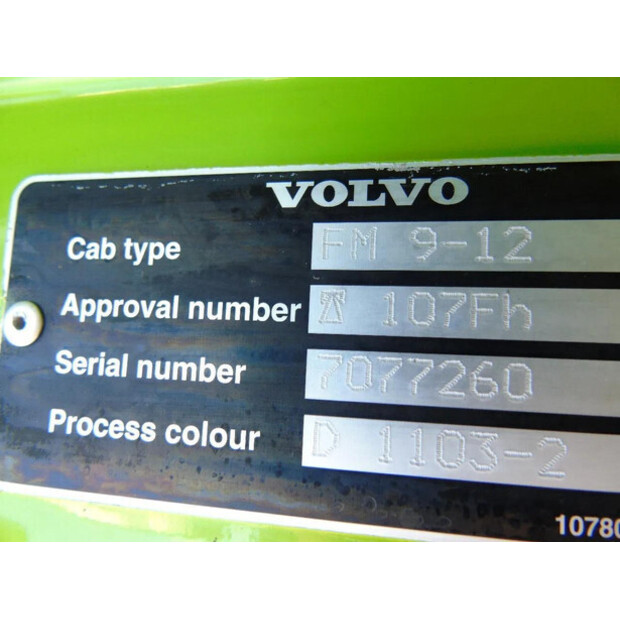 VOLVO
Cab type FM 9-12
Approval number 107Fh
Serial number 7077260
Process colour D 1103-2
10780